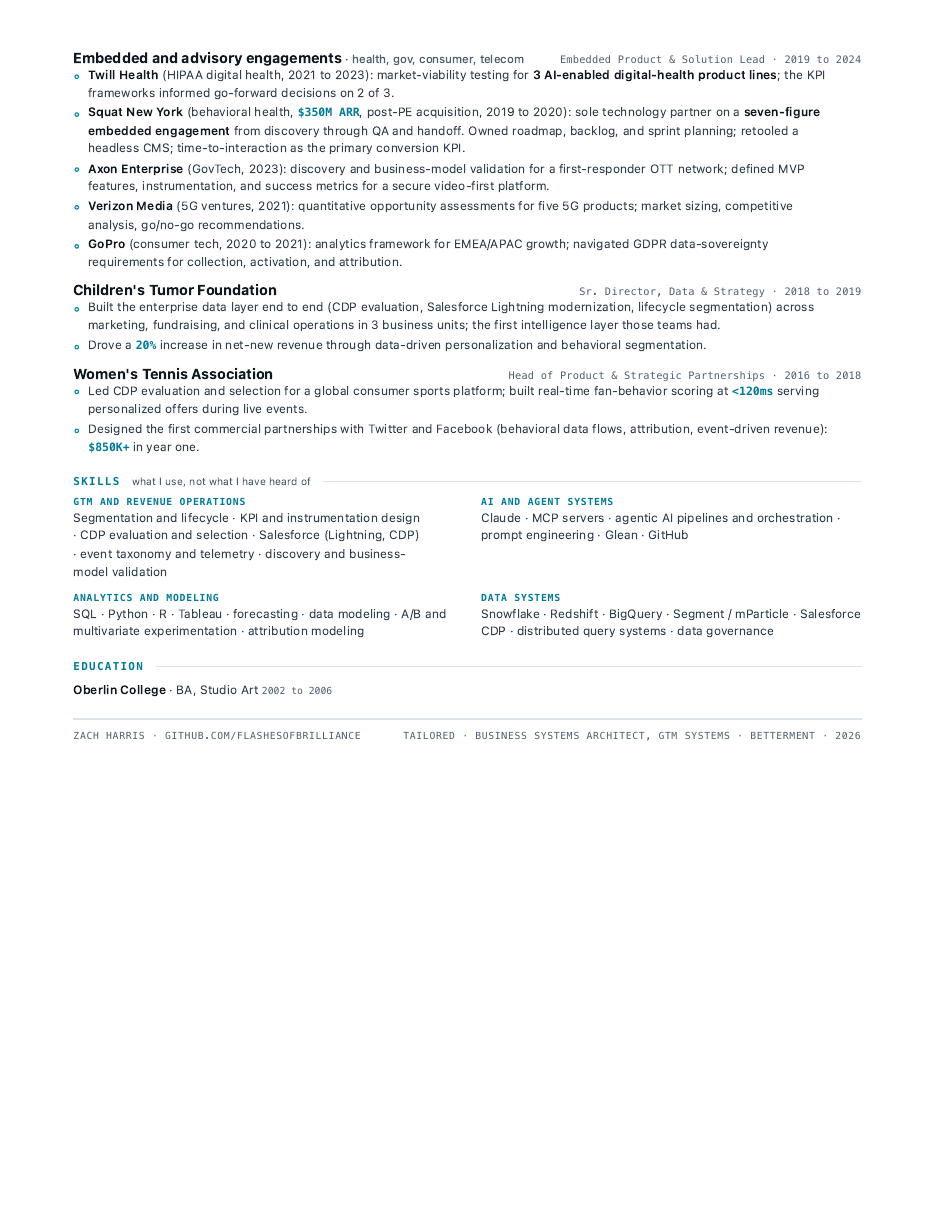 Embedded and advisory engagements · health, gov, consumer, telecom Embedded Product & Solution Lead · 2019 to 2024
Twill Health (HIPAA digital health, 2021 to 2023): market-viability testing for 3 AI-enabled digital-health product lines; the KPI
frameworks informed go-forward decisions on 2 of 3.
Squat New York (behavioral health, $350M ARR, post-PE acquisition, 2019 to 2020): sole technology partner on a seven-figure
embedded engagement from discovery through QA and handoff. Owned roadmap, backlog, and sprint planning; retooled a
headless CMS; time-to-interaction as the primary conversion KPI.
Axon Enterprise (GovTech, 2023): discovery and business-model validation for a first-responder OTT network; defined MVP
features, instrumentation, and success metrics for a secure video-first platform.
Verizon Media (5G ventures, 2021): quantitative opportunity assessments for five 5G products; market sizing, competitive
analysis, go/no-go recommendations.
GoPro (consumer tech, 2020 to 2021): analytics framework for EMEA/APAC growth; navigated GDPR data-sovereignty
requirements for collection, activation, and attribution.
Children's Tumor Foundation Sr. Director, Data & Strategy · 2018 to 2019
Built the enterprise data layer end to end (CDP evaluation, Salesforce Lightning modernization, lifecycle segmentation) across
marketing, fundraising, and clinical operations in 3 business units; the first intelligence layer those teams had.
Drove a 20% increase in net-new revenue through data-driven personalization and behavioral segmentation.
Women's Tennis Association Head of Product & Strategic Partnerships · 2016 to 2018
Led CDP evaluation and selection for a global consumer sports platform; built real-time fan-behavior scoring at <120ms serving
personalized offers during live events.
Designed the first commercial partnerships with Twitter and Facebook (behavioral data flows, attribution, event-driven revenue):
$850K+ in year one.
SKILLS what I use, not what I have heard of
GTM AND REVENUE OPERATIONS
Segmentation and lifecycle · KPI and instrumentation design
· CDP evaluation and selection · Salesforce (Lightning, CDP)
· event taxonomy and telemetry · discovery and business-
model validation
AI AND AGENT SYSTEMS
Claude · MCP servers · agentic AI pipelines and orchestration ·
prompt engineering · Glean · GitHub
ANALYTICS AND MODELING
SQL · Python · R · Tableau · forecasting · data modeling · A/B and
multivariate experimentation · attribution modeling
DATA SYSTEMS
Snowflake · Redshift · BigQuery · Segment / mParticle · Salesforce
CDP · distributed query systems · data governance
EDUCATION
Oberlin College · BA, Studio Art 2002 to 2006
ZACH HARRIS · GITHUB.COM/FLASHESOFBRILLIANCE TAILORED · BUSINESS SYSTEMS ARCHITECT, GTM SYSTEMS · BETTERMENT · 2026